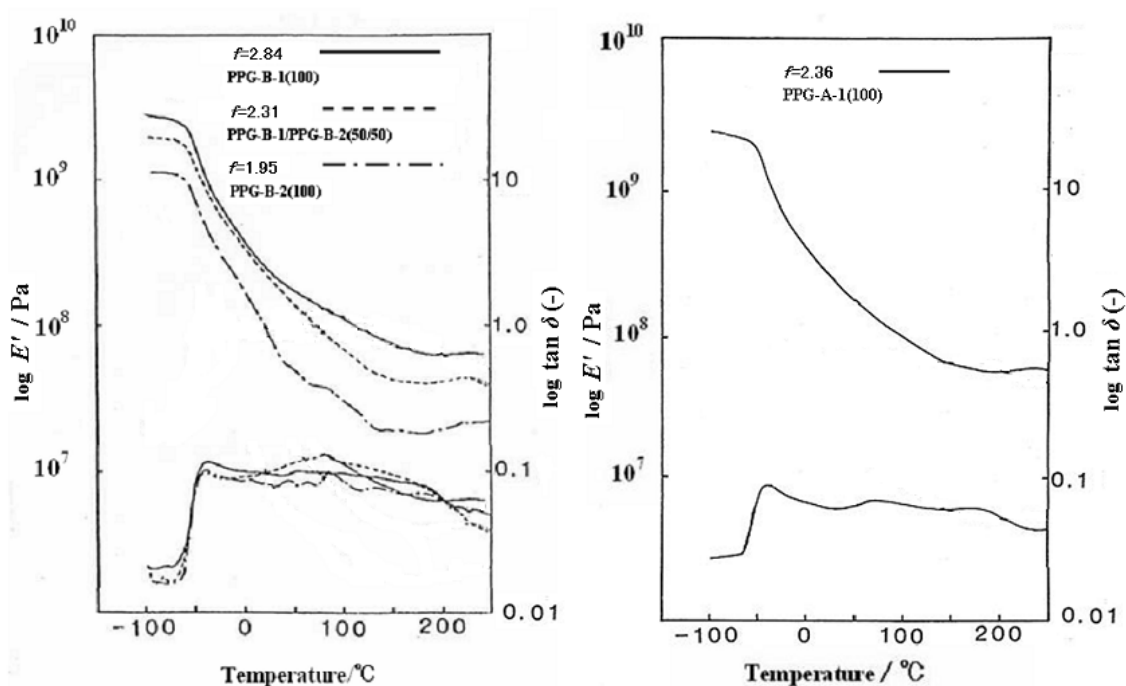 10¹⁰
10⁹
10⁸
10⁷
log E' / Pa
f=2.84
PPG-B-1(100)
f=2.31
PPG-B-1/PPG-B-2(50/50)
f=1.95
PPG-B-2(100)
10
1.0
0.1
0.01
log tan δ (-)
-100 0 100 200
Temperature/℃
10¹⁰
10⁹
10⁸
10⁷
log E' / Pa
f=2.36
PPG-A-1(100)
10
1.0
0.1
0.01
log tan δ (-)
-100 0 100 200
Temperature / ℃